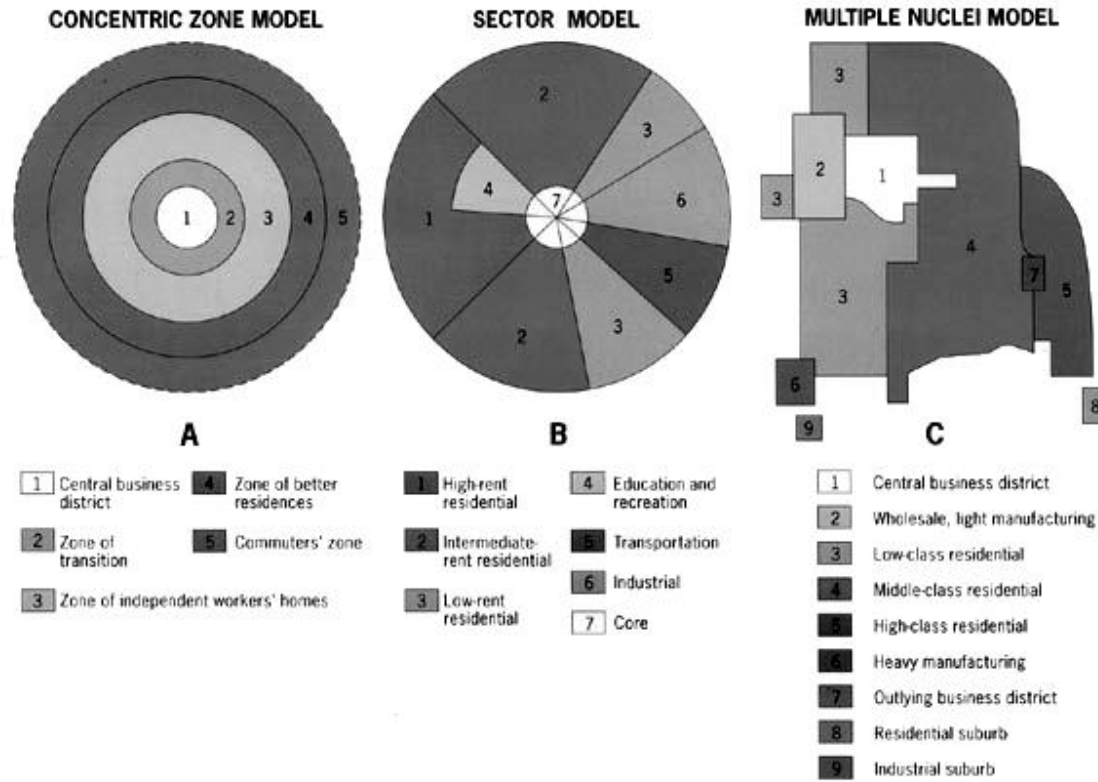 CONCENTRIC ZONE MODEL
SECTOR MODEL
MULTIPLE NUCLEI MODEL
1 2 3 4 5
2
3
4
7
6
1
5
3
2
3
2
1
3
4
7
5
3
6
8
9
A
B
C
1 Central business
district
4 Zone of better
residences
2 Zone of
transition
5 Commuters' zone
3 Zone of independent workers' homes
1 High-rent
residential
4 Education and
recreation
2 Intermediate-
rent residential
5 Transportation
6 Industrial
3 Low-rent
residential
7 Core
1 Central business district
2 Wholesale, light manufacturing
3 Low-class residential
4 Middle-class residential
5 High-class residential
6 Heavy manufacturing
7 Outlying business district
8 Residential suburb
9 Industrial suburb